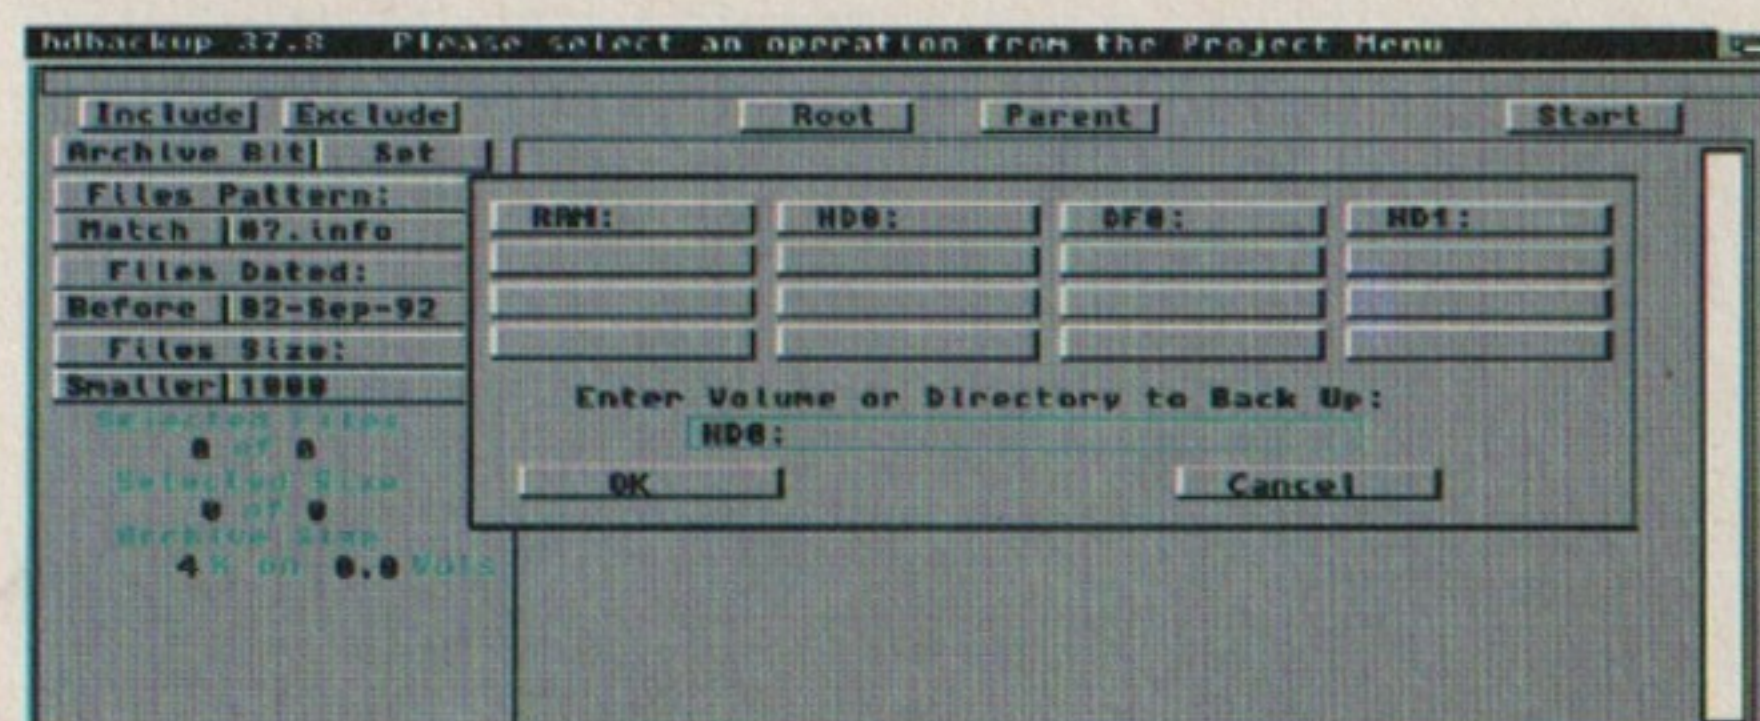 hdbackup 37.8 Please select an operation from the Project Menu
Include Exclude Root Parent Start
Archive Bit Set
Files Pattern:
Match #?.info
Files Dated:
Before 02-Sep-92
Files Size:
Smaller 1000
Selected Files
0 of 0
Selected Size
0 of 0
Archive Size
4 K on 0.0 Vols
RAM: HD0: DF0: HD1:
Enter Volume or Directory to Back Up:
HD0:
OK Cancel